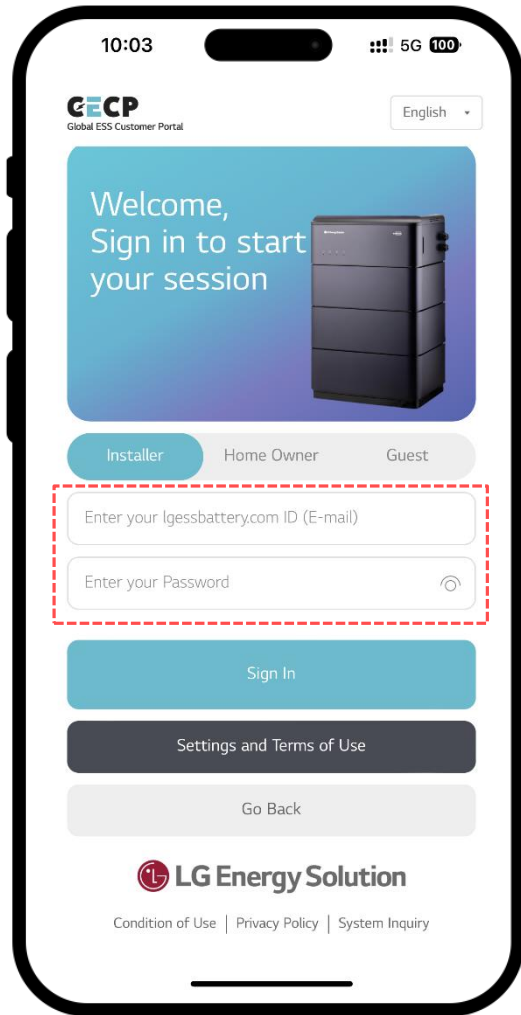 10:03 5G 100
GECP English
Global ESS Customer Portal
Welcome,
Sign in to start
your session
Installer Home Owner Guest
Enter your lgessbattery.com ID (E-mail)
Enter your Password
Sign In
Settings and Terms of Use
Go Back
LG Energy Solution
Condition of Use | Privacy Policy | System Inquiry